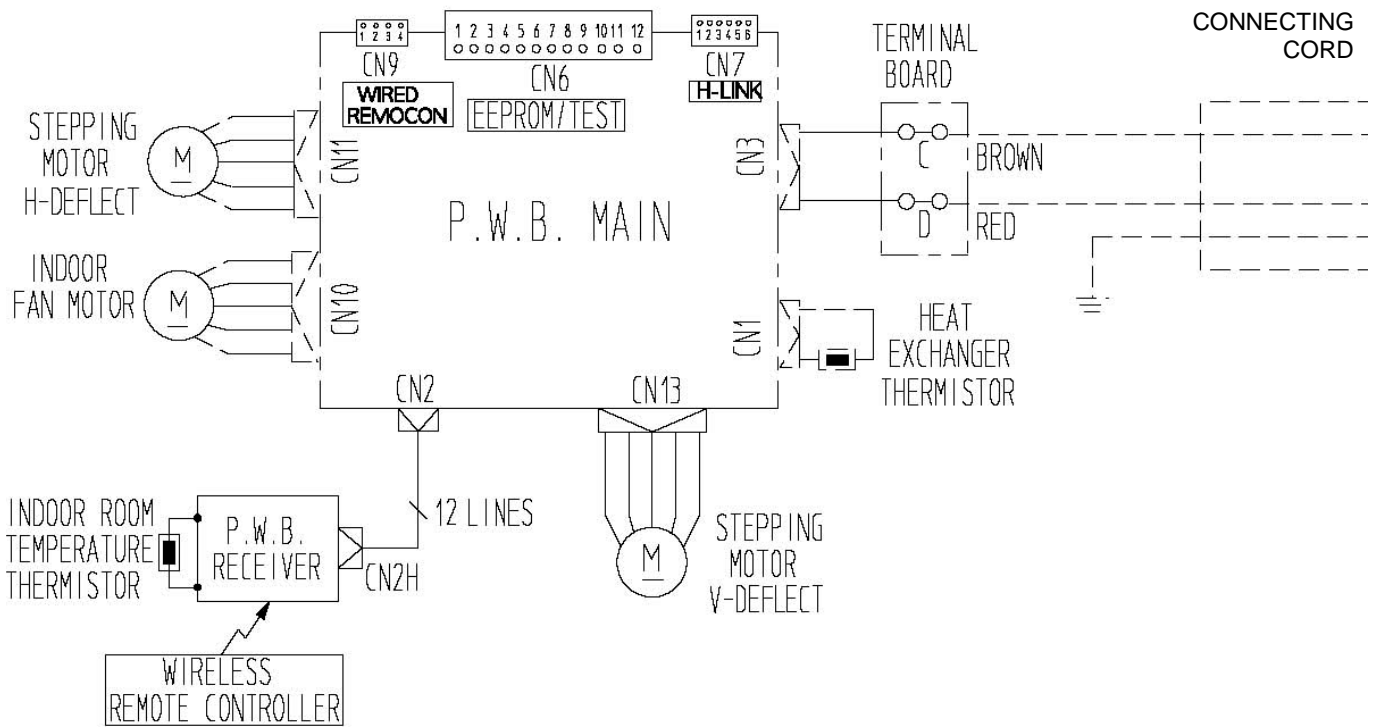 CONNECTING
CORD
1 2 3 4
1 2 3 4 5 6 7 8 9 10 11 12
1 2 3 4 5 6
TERMINAL
BOARD
CN9
CN6
CN7
WIRED
REMOCON
EEPROM/TEST
H-LINK
STEPPING
MOTOR
H-DEFLECT
M
CN11
CN3
C
BROWN
P.W.B. MAIN
D
RED
INDOOR
FAN MOTOR
M
CN10
CN1
HEAT
EXCHANGER
THERMISTOR
CN2
CN13
INDOOR ROOM
TEMPERATURE
THERMISTOR
P.W.B.
RECEIVER
12 LINES
CN2H
M
STEPPING
MOTOR
V-DEFLECT
WIRELESS
REMOTE CONTROLLER